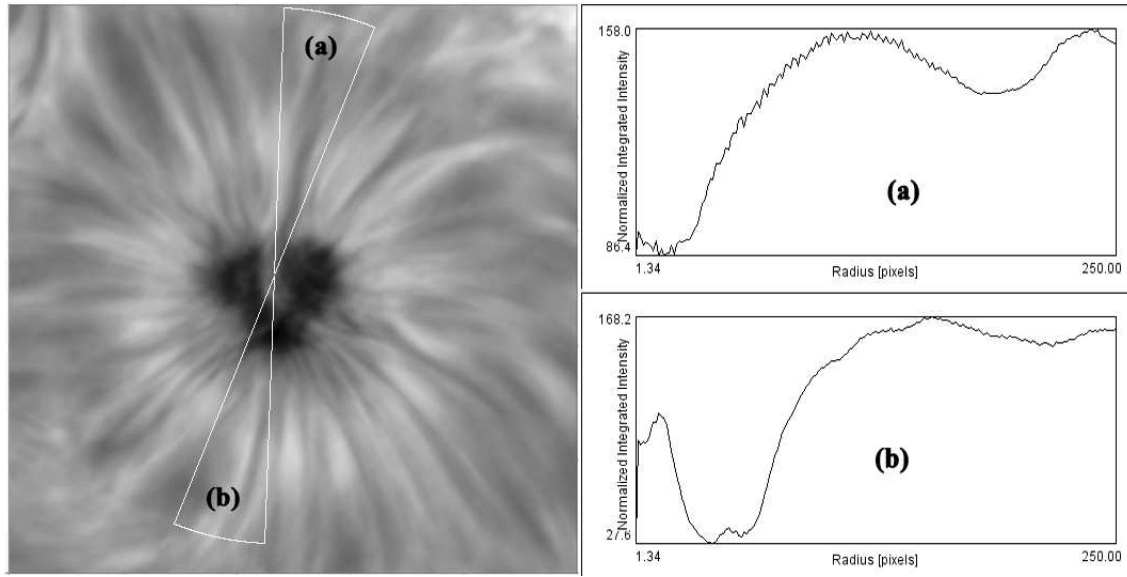 (a)
(b)
158.0
Normalized Integrated Intensity
86.4
(a)
1.34
Radius [pixels]
250.00
168.2
Normalized Integrated Intensity
27.6
(b)
1.34
Radius [pixels]
250.00